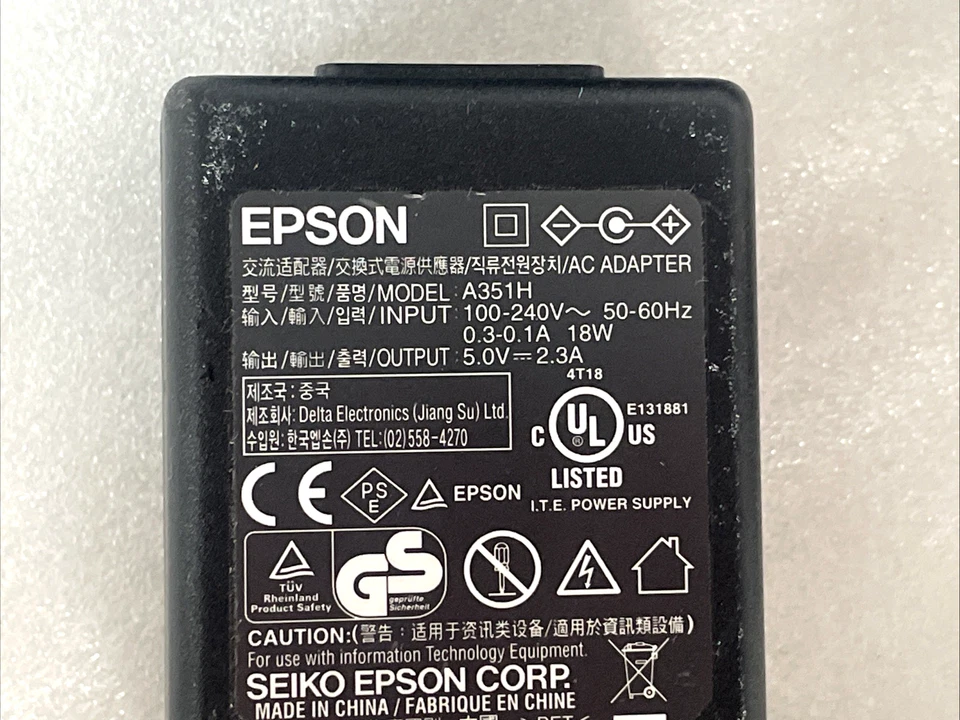 EPSON
交流适配器/交換式電源供應器/직류전원장치/AC ADAPTER
型号/型號/품명/MODEL : A351H
输入/輸入/입력/INPUT : 100-240V～ 50-60Hz
0.3-0.1A 18W
输出/輸出/출력/OUTPUT : 5.0V⎓2.3A
4T18
제조국 : 중국
제조회사: Delta Electronics (Jiang Su) Ltd.
수입원: 한국엡손(주) TEL:(02)558-4270
C UL ® US
E131881
LISTED
I.T.E. POWER SUPPLY
CE PSE EPSON
TÜV
Rheinland
Product Safety
GS
geprüfte
Sicherheit
CAUTION:(警告 : 适用于资讯类设备/適用於資訊類設備)
For use with information Technology Equipment.
SEIKO EPSON CORP.
MADE IN CHINA / FABRIQUE EN CHINE